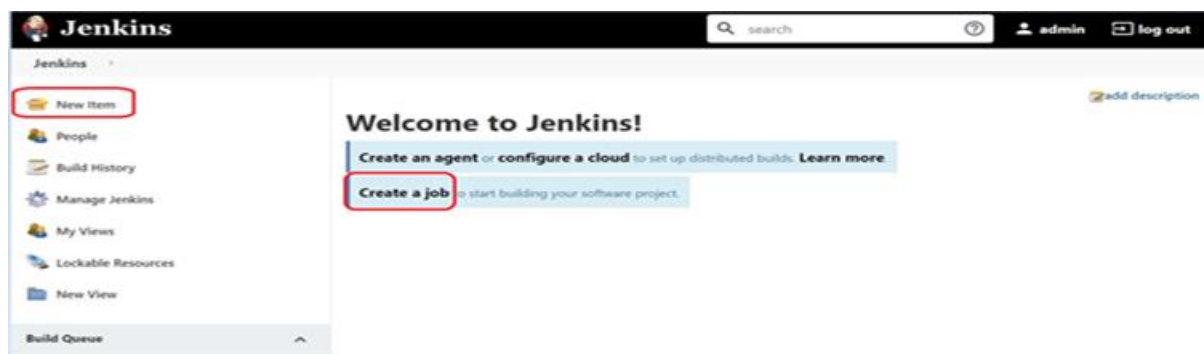 Jenkins
search
admin
log out
Jenkins
New Item
People
Build History
Manage Jenkins
My Views
Lockable Resources
New View
Build Queue
add description
Welcome to Jenkins!
Create an agent or configure a cloud to set up distributed builds. Learn more.
Create a job to start building your software project.